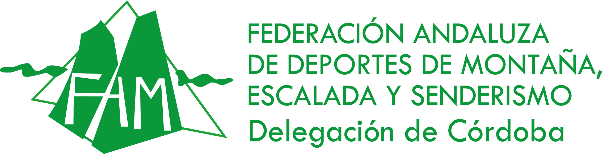 FAM
FEDERACIÓN ANDALUZA
DE DEPORTES DE MONTAÑA,
ESCALADA Y SENDERISMO
Delegación de Córdoba